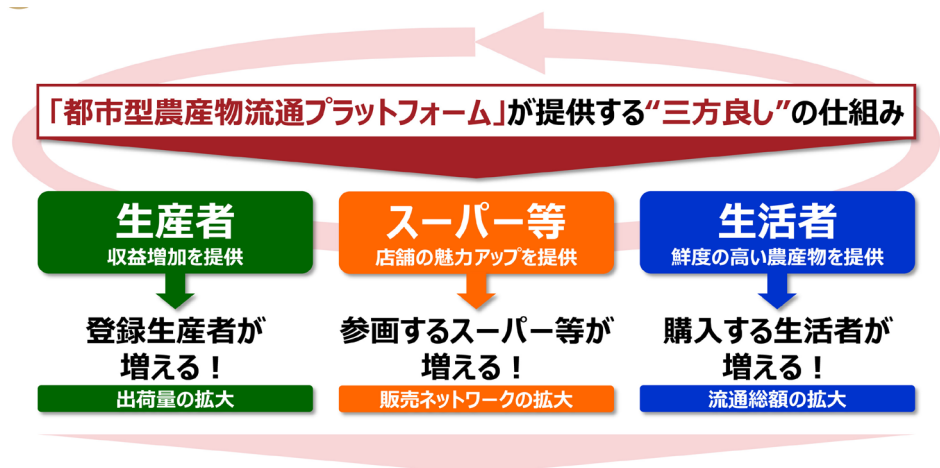 「都市型農産物流通プラットフォーム」が提供する“三方良し”の仕組み
生産者
収益増加を提供
登録生産者が
増える！
出荷量の拡大
スーパー等
店舗の魅力アップを提供
参画するスーパー等が
増える！
販売ネットワークの拡大
生活者
鮮度の高い農産物を提供
購入する生活者が
増える！
流通総額の拡大